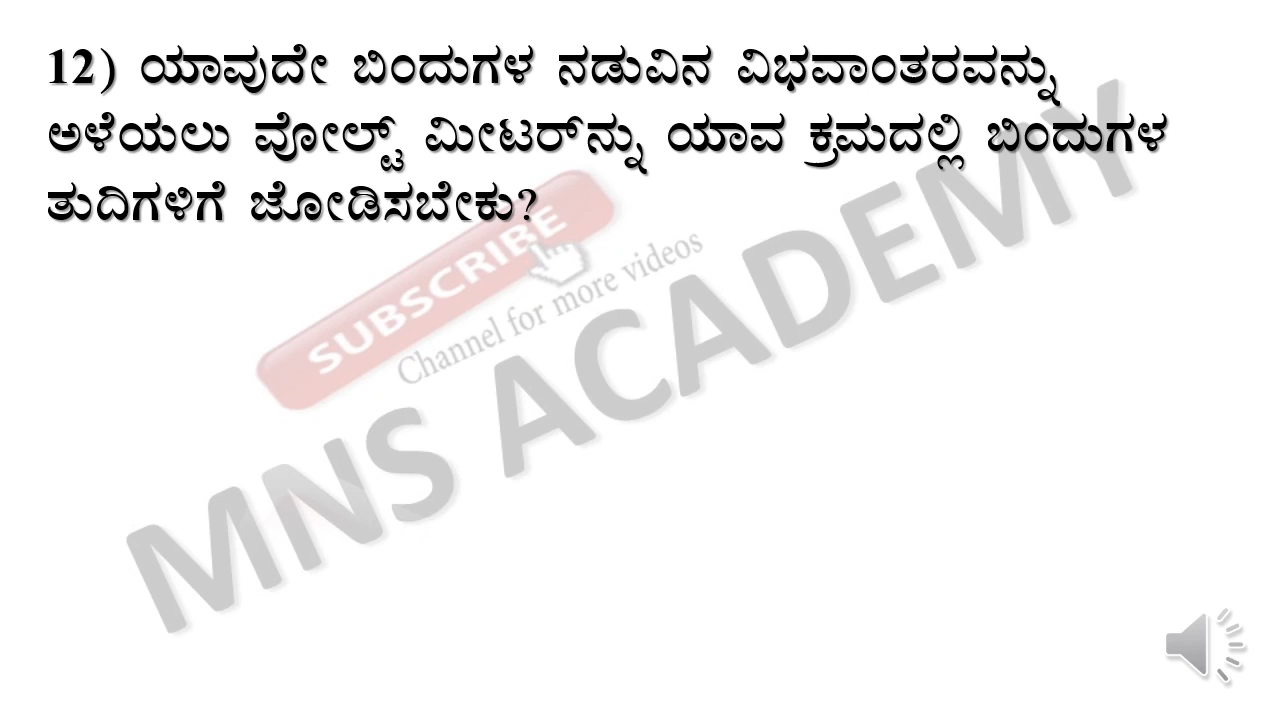 12) ಯಾವುದೇ ಬಿಂದುಗಳ ನಡುವಿನ ವಿಭವಾಂತರವನ್ನು
ಅಳೆಯಲು ವೋಲ್ಟ್ ಮೀಟರ್‌ನ್ನು ಯಾವ ಕ್ರಮದಲ್ಲಿ ಬಿಂದುಗಳ
ತುದಿಗಳಿಗೆ ಜೋಡಿಸಬೇಕು?
SUBSCRIBE
Channel for more videos
MNS ACADEMY